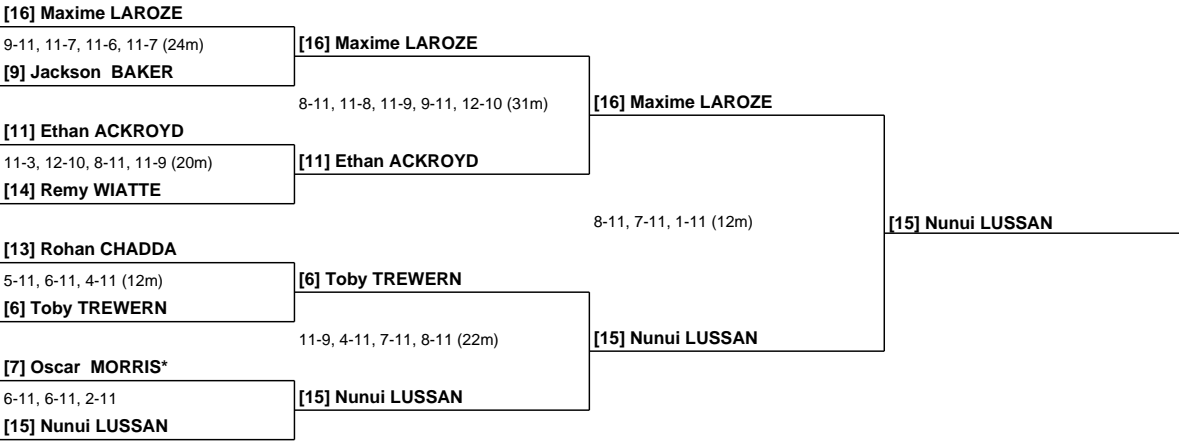 [16] Maxime LAROZE
9-11, 11-7, 11-6, 11-7 (24m)
[9] Jackson  BAKER
[11] Ethan ACKROYD
11-3, 12-10, 8-11, 11-9 (20m)
[14] Remy WIATTE
[13] Rohan CHADDA
5-11, 6-11, 4-11 (12m)
[6] Toby TREWERN
[7] Oscar  MORRIS*
6-11, 6-11, 2-11
[15] Nunui LUSSAN
[16] Maxime LAROZE
8-11, 11-8, 11-9, 9-11, 12-10 (31m)
[11] Ethan ACKROYD
[6] Toby TREWERN
11-9, 4-11, 7-11, 8-11 (22m)
[15] Nunui LUSSAN
[16] Maxime LAROZE
8-11, 7-11, 1-11 (12m)
[15] Nunui LUSSAN
[15] Nunui LUSSAN